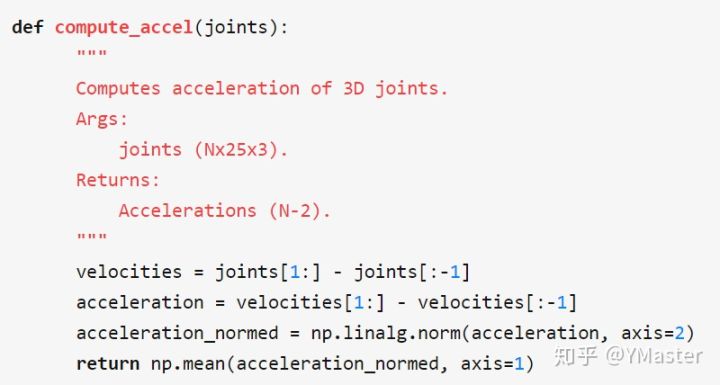 def compute_accel(joints):
"""
Computes acceleration of 3D joints.
Args:
joints (Nx25x3).
Returns:
Accelerations (N-2).
"""
velocities = joints[1:] - joints[:-1]
acceleration = velocities[1:] - velocities[:-1]
acceleration_normed = np.linalg.norm(acceleration, axis=2)
return np.mean(acceleration_normed, axis=1)
知乎 @YMaster